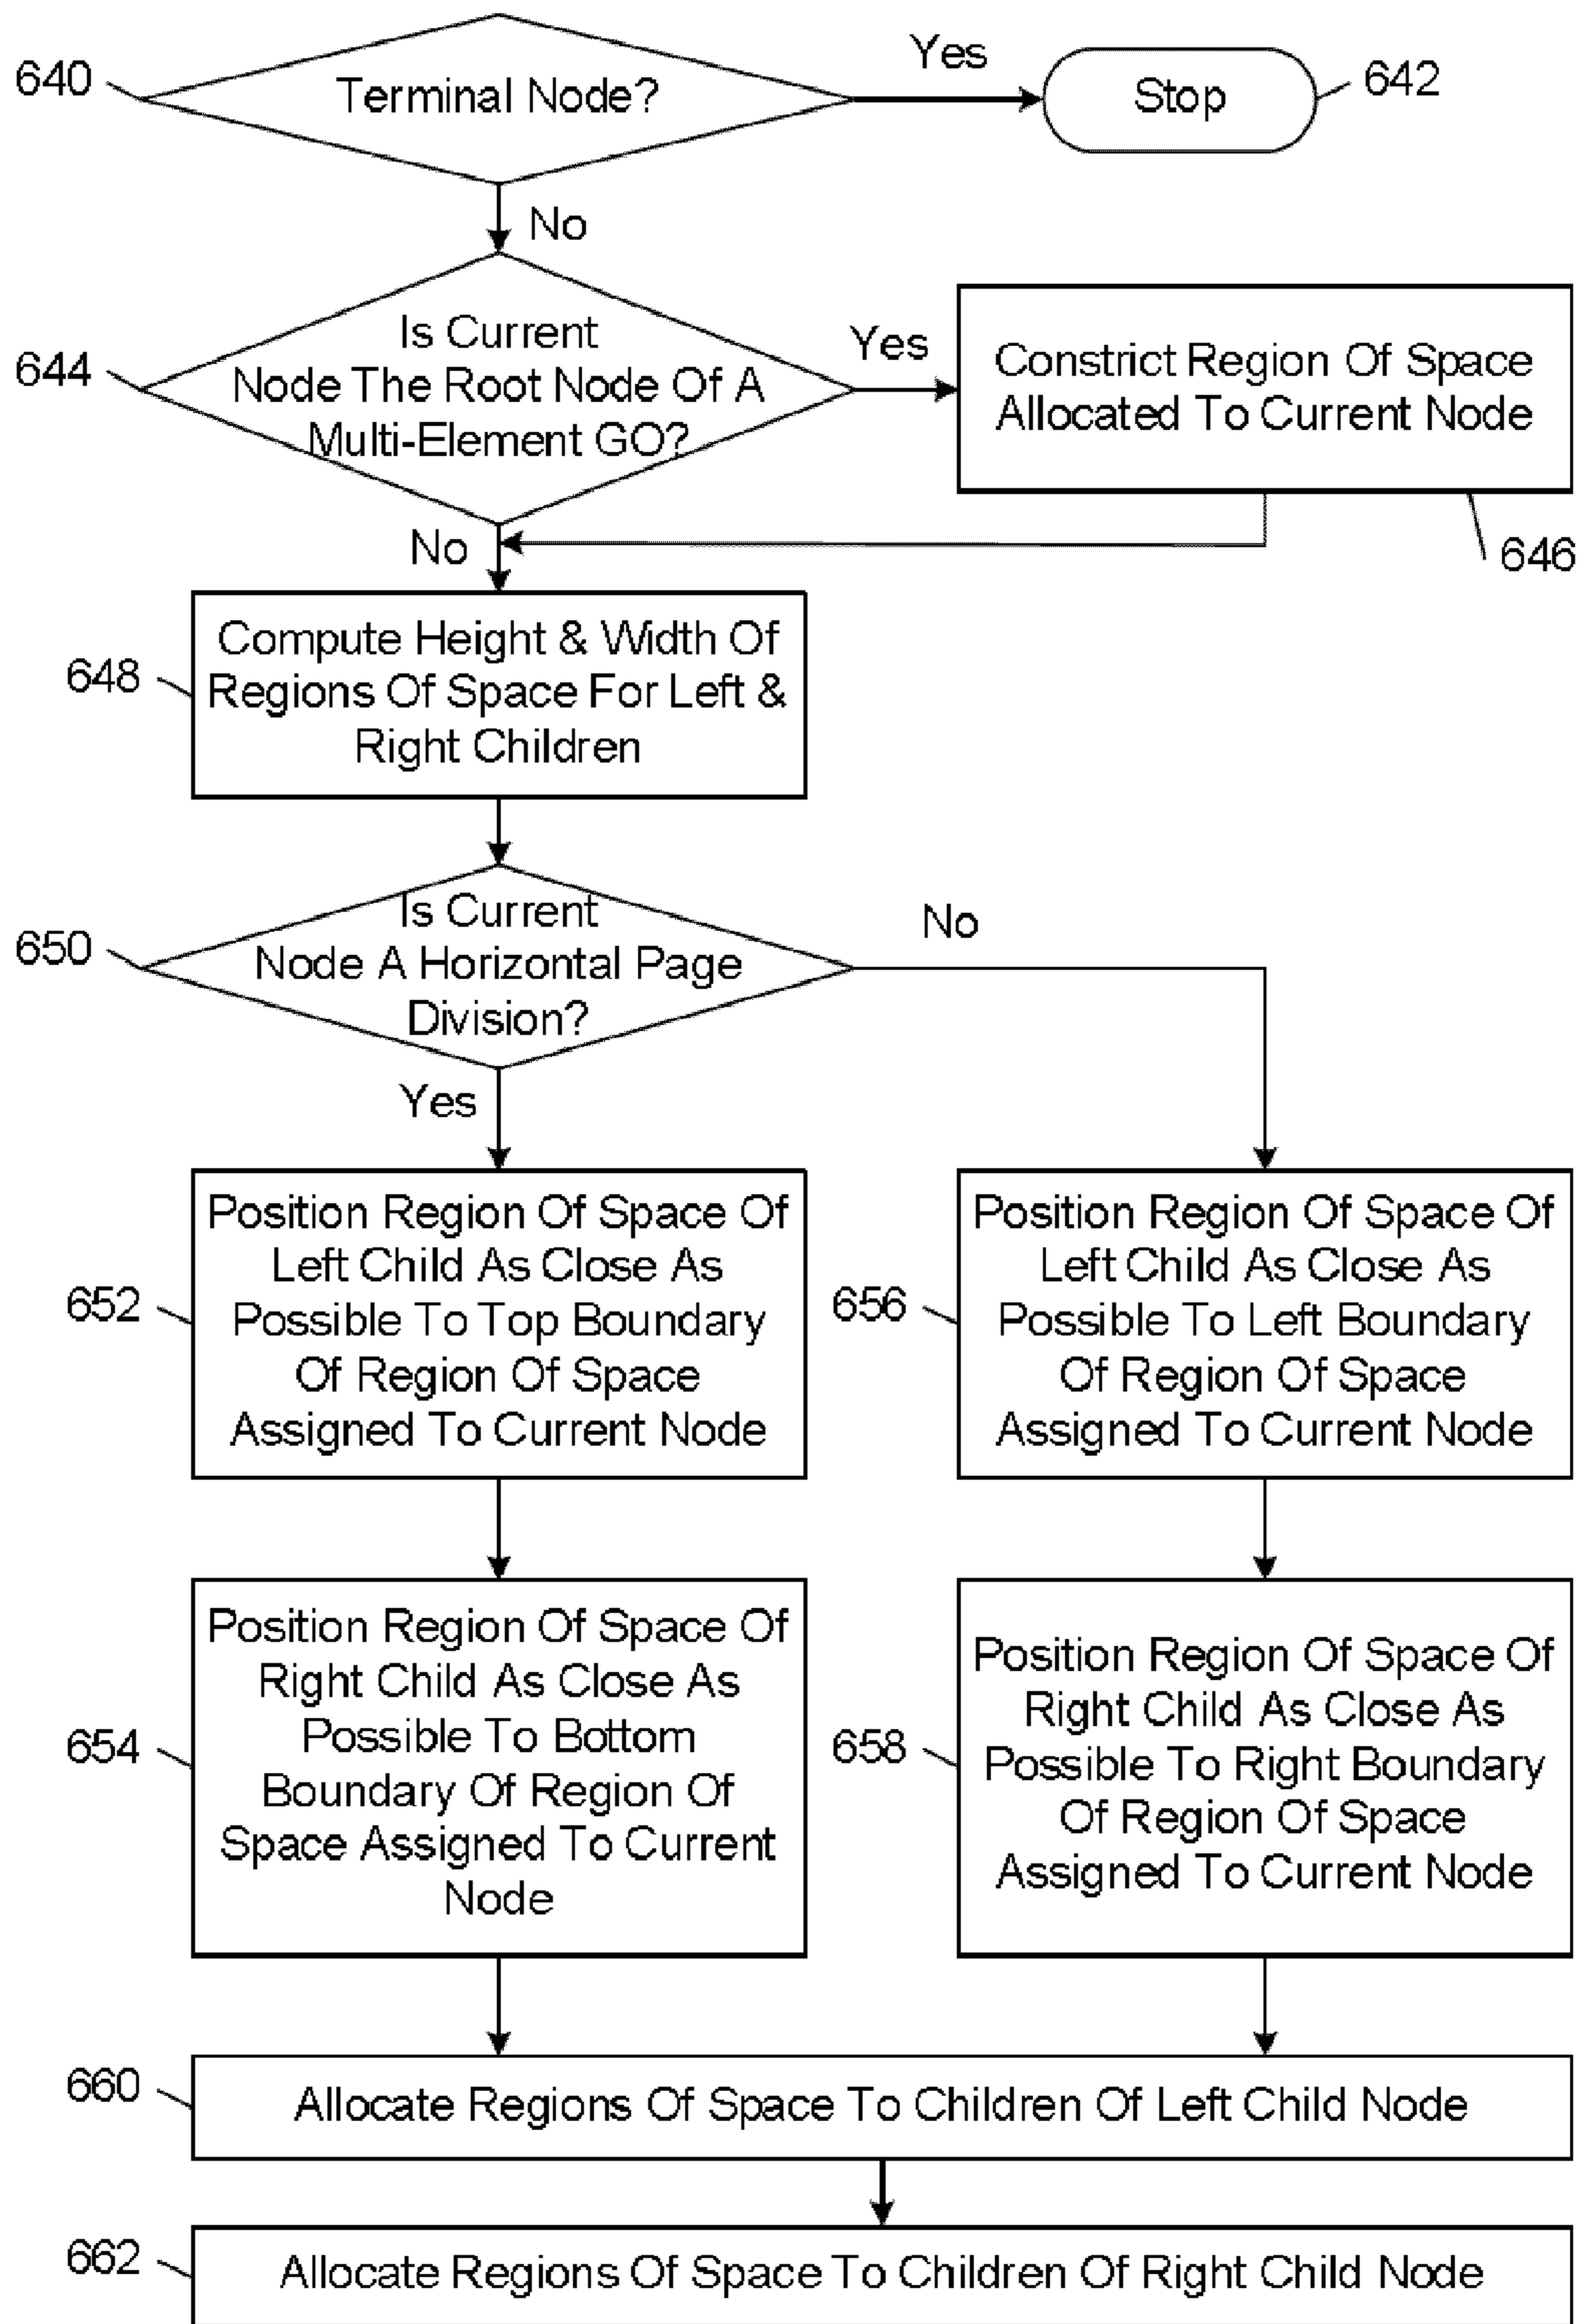 640
Terminal Node?
Yes
Stop
642
No
644
Is Current
Node The Root Node Of A
Multi-Element GO?
Yes
Constrict Region Of Space
Allocated To Current Node
646
No
648
Compute Height & Width Of
Regions Of Space For Left &
Right Children
650
Is Current
Node A Horizontal Page
Division?
No
Yes
652
Position Region Of Space Of
Left Child As Close As
Possible To Top Boundary
Of Region Of Space
Assigned To Current Node
656
Position Region Of Space Of
Left Child As Close As
Possible To Left Boundary
Of Region Of Space
Assigned To Current Node
654
Position Region Of Space Of
Right Child As Close As
Possible To Bottom
Boundary Of Region Of
Space Assigned To Current
Node
658
Position Region Of Space Of
Right Child As Close As
Possible To Right Boundary
Of Region Of Space
Assigned To Current Node
660
Allocate Regions Of Space To Children Of Left Child Node
662
Allocate Regions Of Space To Children Of Right Child Node